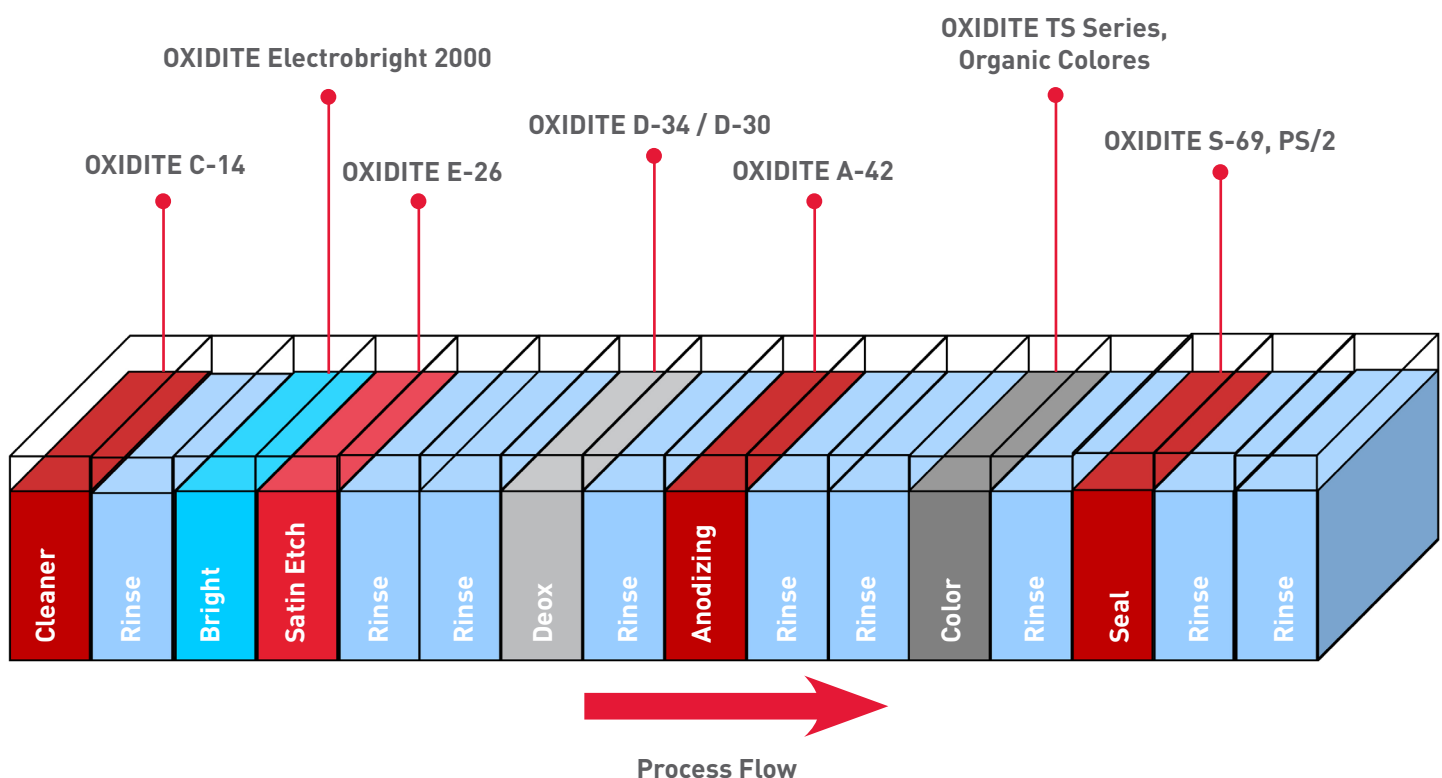 OXIDITE TS Series,
Organic Colores
OXIDITE Electrobright 2000
OXIDITE D-34 / D-30
OXIDITE S-69, PS/2
OXIDITE C-14
OXIDITE E-26
OXIDITE A-42
Cleaner
Rinse
Bright
Satin Etch
Rinse
Rinse
Deox
Rinse
Anodizing
Rinse
Rinse
Color
Rinse
Seal
Rinse
Rinse
Process Flow